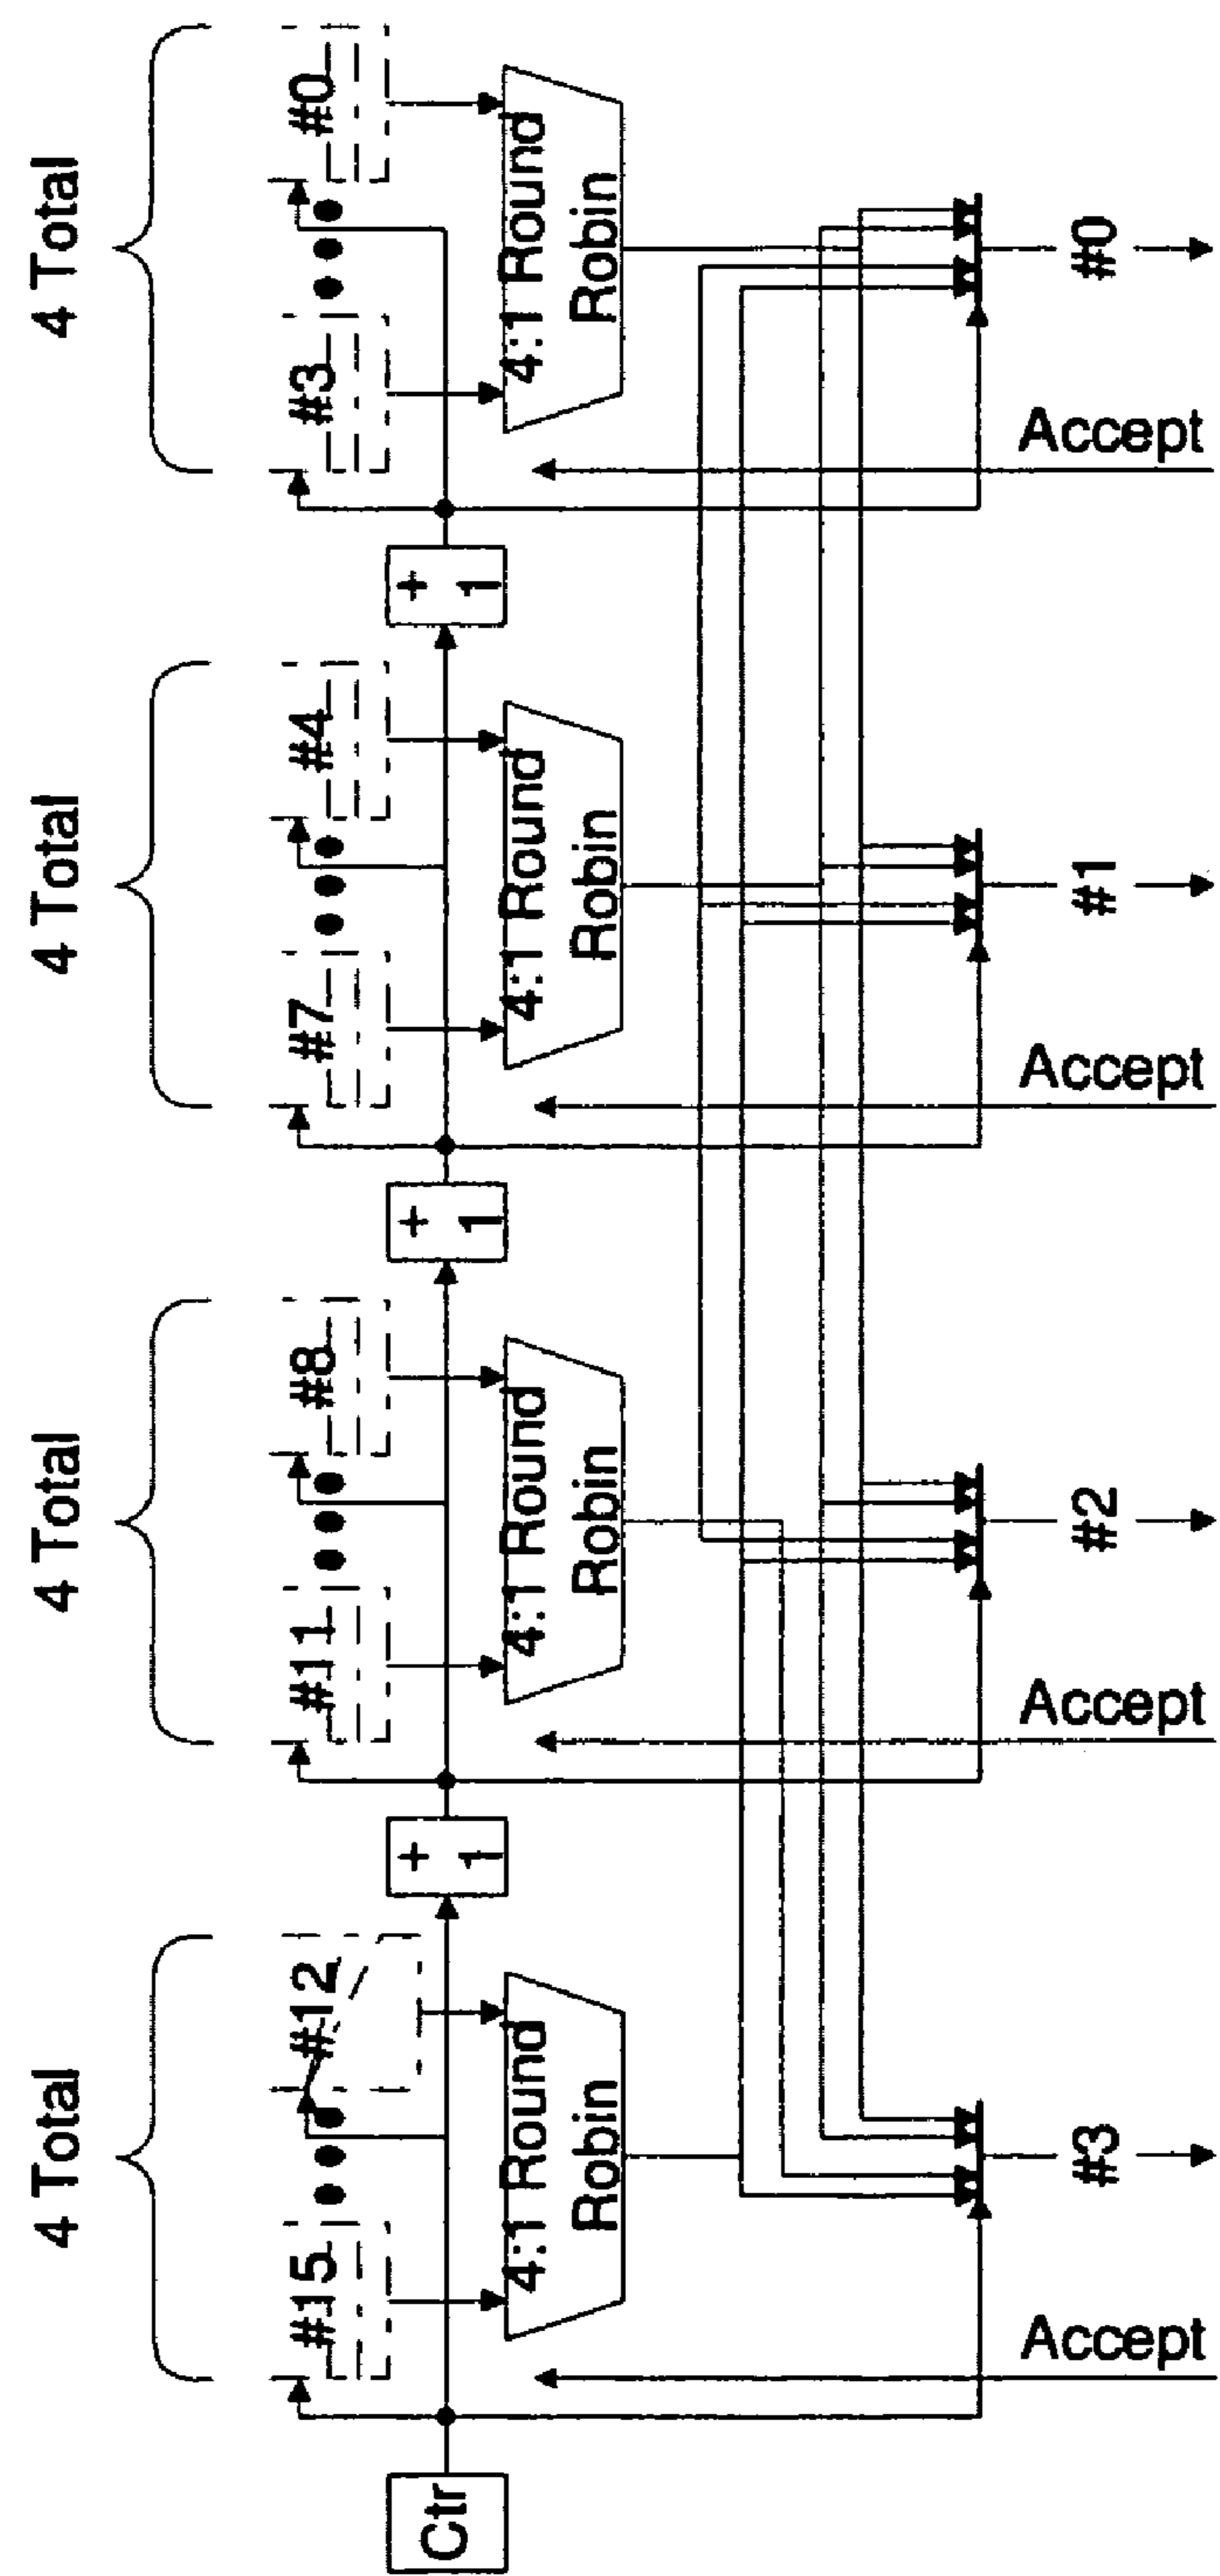 4 Total
4 Total
4 Total
4 Total
#15
#12
#11
#8
#7
#4
#3
#0
Ctr
+
1
+
1
+
1
4:1 Round
Robin
4:1 Round
Robin
4:1 Round
Robin
4:1 Round
Robin
Accept
#3
Accept
#2
Accept
#1
Accept
#0